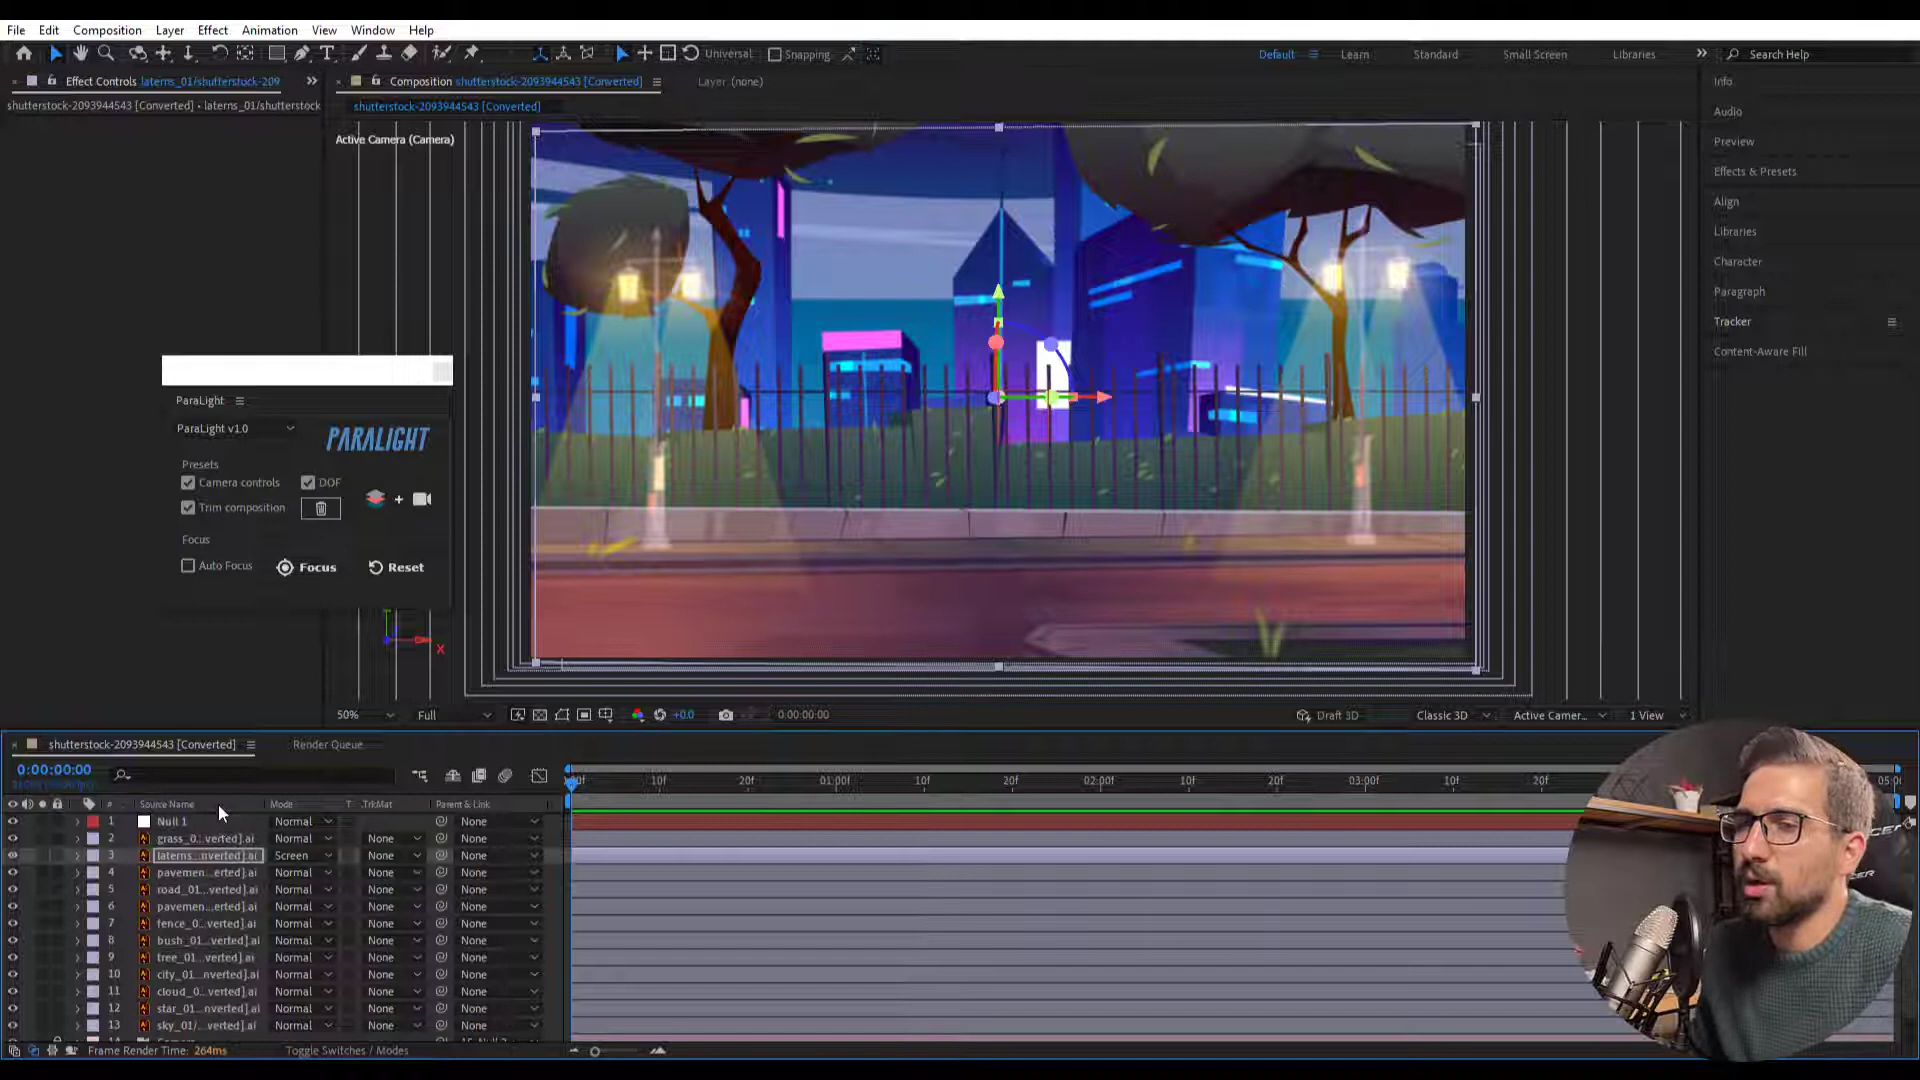 File Edit Composition Layer Effect Animation View Window Help
Universal Snapping Default Learn Standard Small Screen Libraries Search Help
Effect Controls laterns_01/shutterstock-209
Composition shutterstock-2093944543 [Converted]
Layer (none)
shutterstock-2093944543 [Converted] • laterns_01/shutterstock
shutterstock-2093944543 [Converted]
Active Camera (Camera)
Info
Audio
Preview
Effects & Presets
Align
Libraries
Character
Paragraph
Tracker
Content-Aware Fill
ParaLight
ParaLight v1.0
PARALIGHT
Presets
Camera controls DOF
+
Trim composition
Focus
Auto Focus Focus Reset
X
50% Full +0.0 0:00:00:00 Draft 3D Classic 3D Active Camer... 1 View
shutterstock-2093944543 [Converted] Render Queue
0:00:00:00
:00f 10f 20f 01:00f 10f 20f 02:00f 10f 20f 03:00f 10f 20f 05:0
# Source Name Mode T .TrkMat Parent & Link
1 Null 1 Normal None
2 grass_0...verted].ai Normal None None
3 laterns...nverted].ai Screen None None
4 pavemen...erted].ai Normal None None
5 road_01...verted].ai Normal None None
6 pavemen...erted].ai Normal None None
7 fence_0...verted].ai Normal None None
8 bush_01...verted].ai Normal None None
9 tree_01...verted].ai Normal None None
10 city_01...nverted].ai Normal None None
11 cloud_0...verted].ai Normal None None
12 star_01...nverted].ai Normal None None
13 sky_01/...verted].ai Normal None None
Frame Render Time: 264ms Toggle Switches / Modes